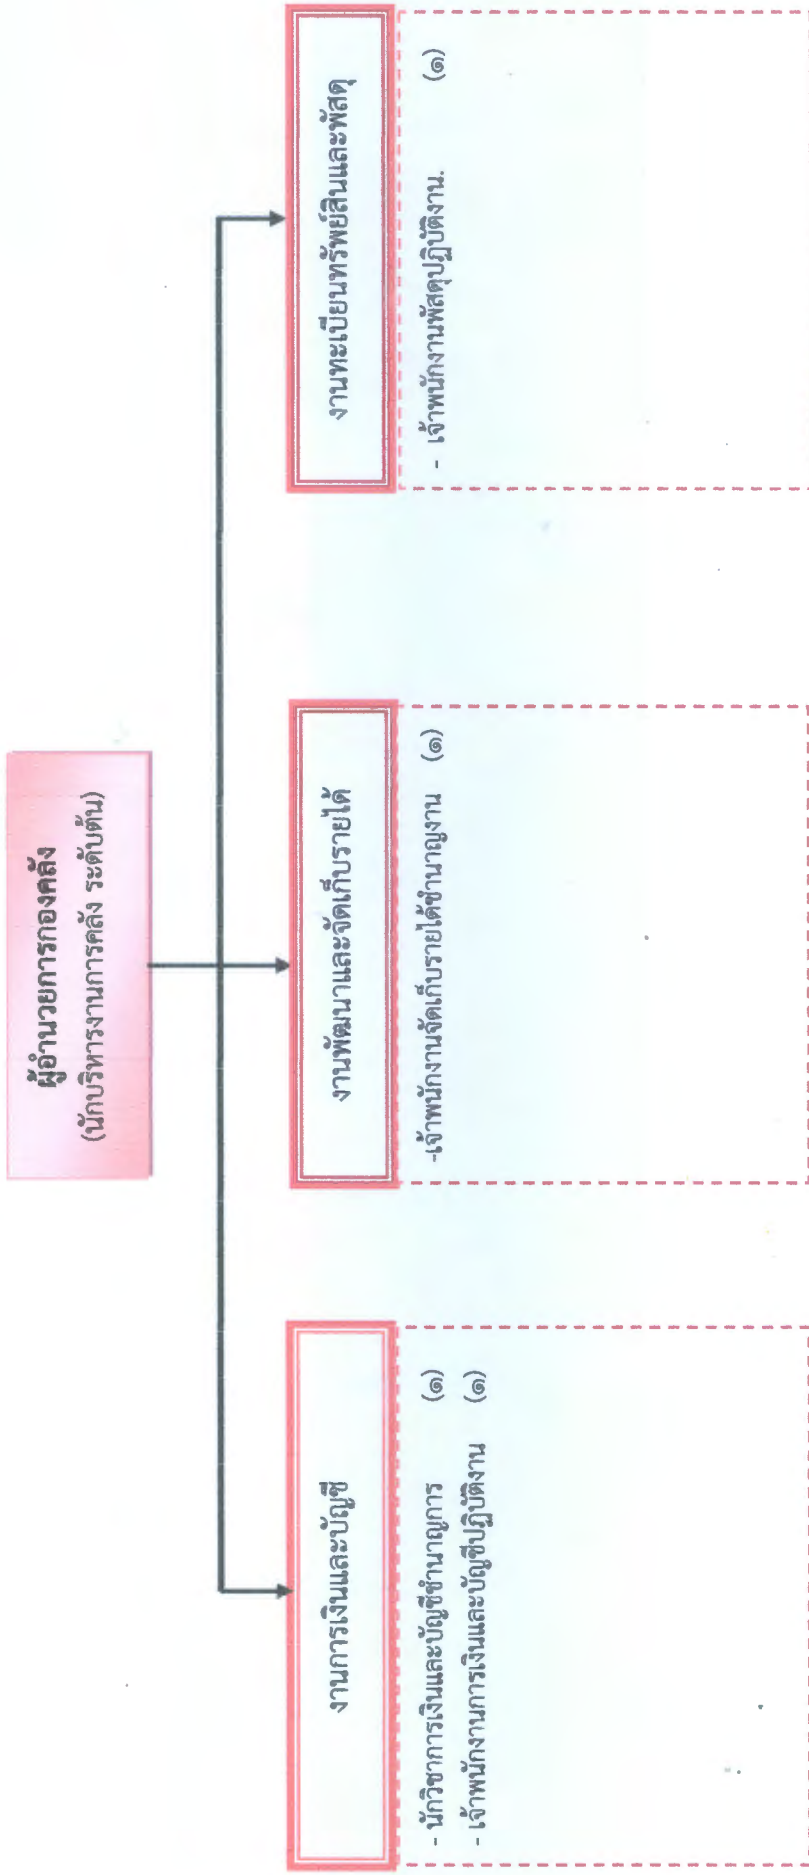 ผู้อำนวยการกองคลัง
(นักบริหารงานการคลัง ระดับต้น)
งานการเงินและบัญชี
- นักวิชาการเงินและบัญชีชำนาญการ (๑)
- เจ้าพนักงานการเงินและบัญชีปฏิบัติงาน (๑)
งานพัฒนาและจัดเก็บรายได้
-เจ้าพนักงานจัดเก็บรายได้ชำนาญงาน (๑)
งานทะเบียนทรัพย์สินและพัสดุ
- เจ้าพนักงานพัสดุปฏิบัติงาน. (๑)